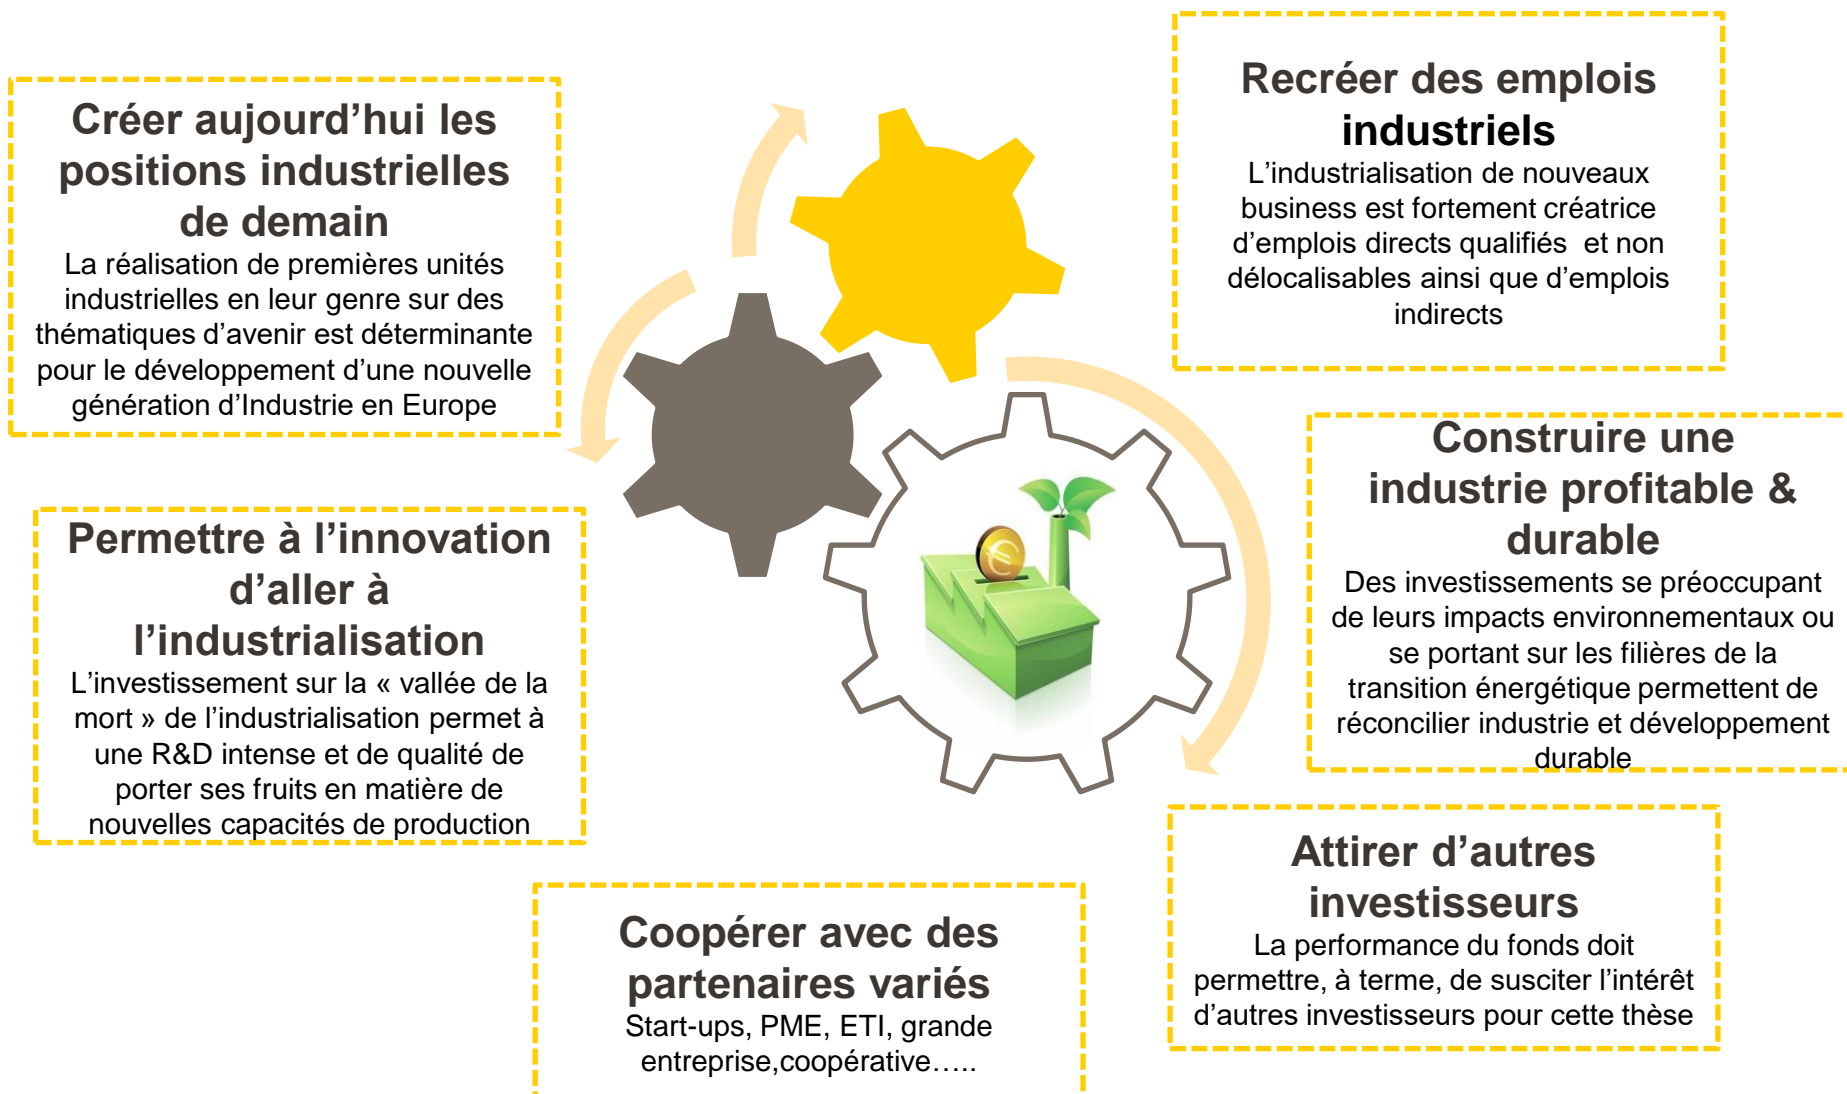 Créer aujourd’hui les
positions industrielles
de demain
La réalisation de premières unités
industrielles en leur genre sur des
thématiques d’avenir est déterminante
pour le développement d’une nouvelle
génération d’Industrie en Europe
Permettre à l’innovation
d’aller à
l’industrialisation
L’investissement sur la « vallée de la
mort » de l’industrialisation permet à
une R&D intense et de qualité de
porter ses fruits en matière de
nouvelles capacités de production
Coopérer avec des
partenaires variés
Start-ups, PME, ETI, grande
entreprise,coopérative…..
Recréer des emplois
industriels
L’industrialisation de nouveaux
business est fortement créatrice
d’emplois directs qualifiés  et non
délocalisables ainsi que d’emplois
indirects
Construire une
industrie profitable &
durable
Des investissements se préoccupant
de leurs impacts environnementaux ou
se portant sur les filières de la
transition énergétique permettent de
réconcilier industrie et développement
durable
Attirer d’autres
investisseurs
La performance du fonds doit
permettre, à terme, de susciter l’intérêt
d’autres investisseurs pour cette thèse
€